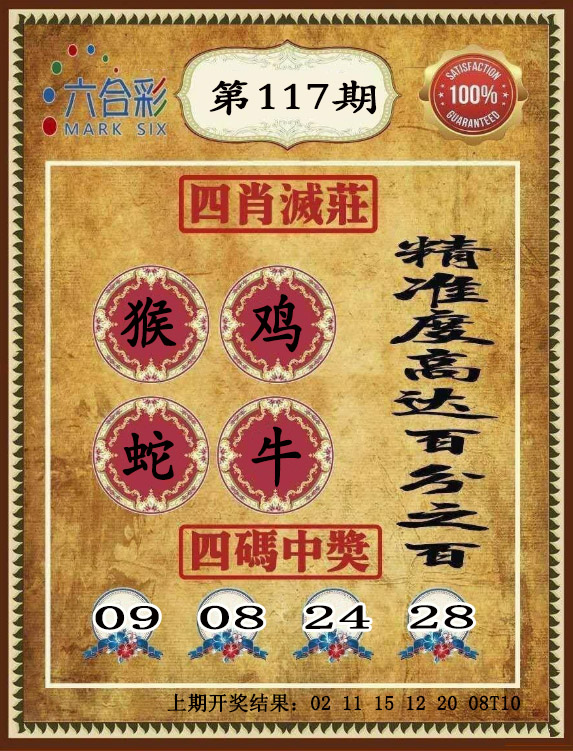 六合彩
MARK SIX
第117期
SATISFACTION
100%
GUARANTEED
四肖滅莊
猴 鸡
蛇 牛
精准度高达百分之百
四碼中獎
09 08 24 28
上期开奖结果: 02 11 15 12 20 08T10